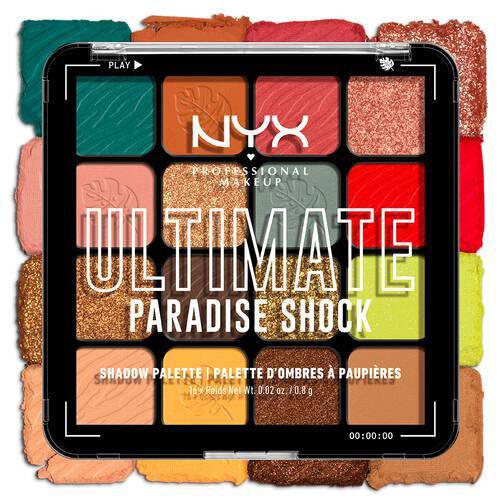 PLAY ▶
NYX
PROFESSIONAL
MAKEUP
ULTIMATE
PARADISE SHOCK
SHADOW PALETTE | PALETTE D'OMBRES À PAUPIÈRES
16 x Poids Net Wt. 0.02 oz. / 0.8 g
00:00:00